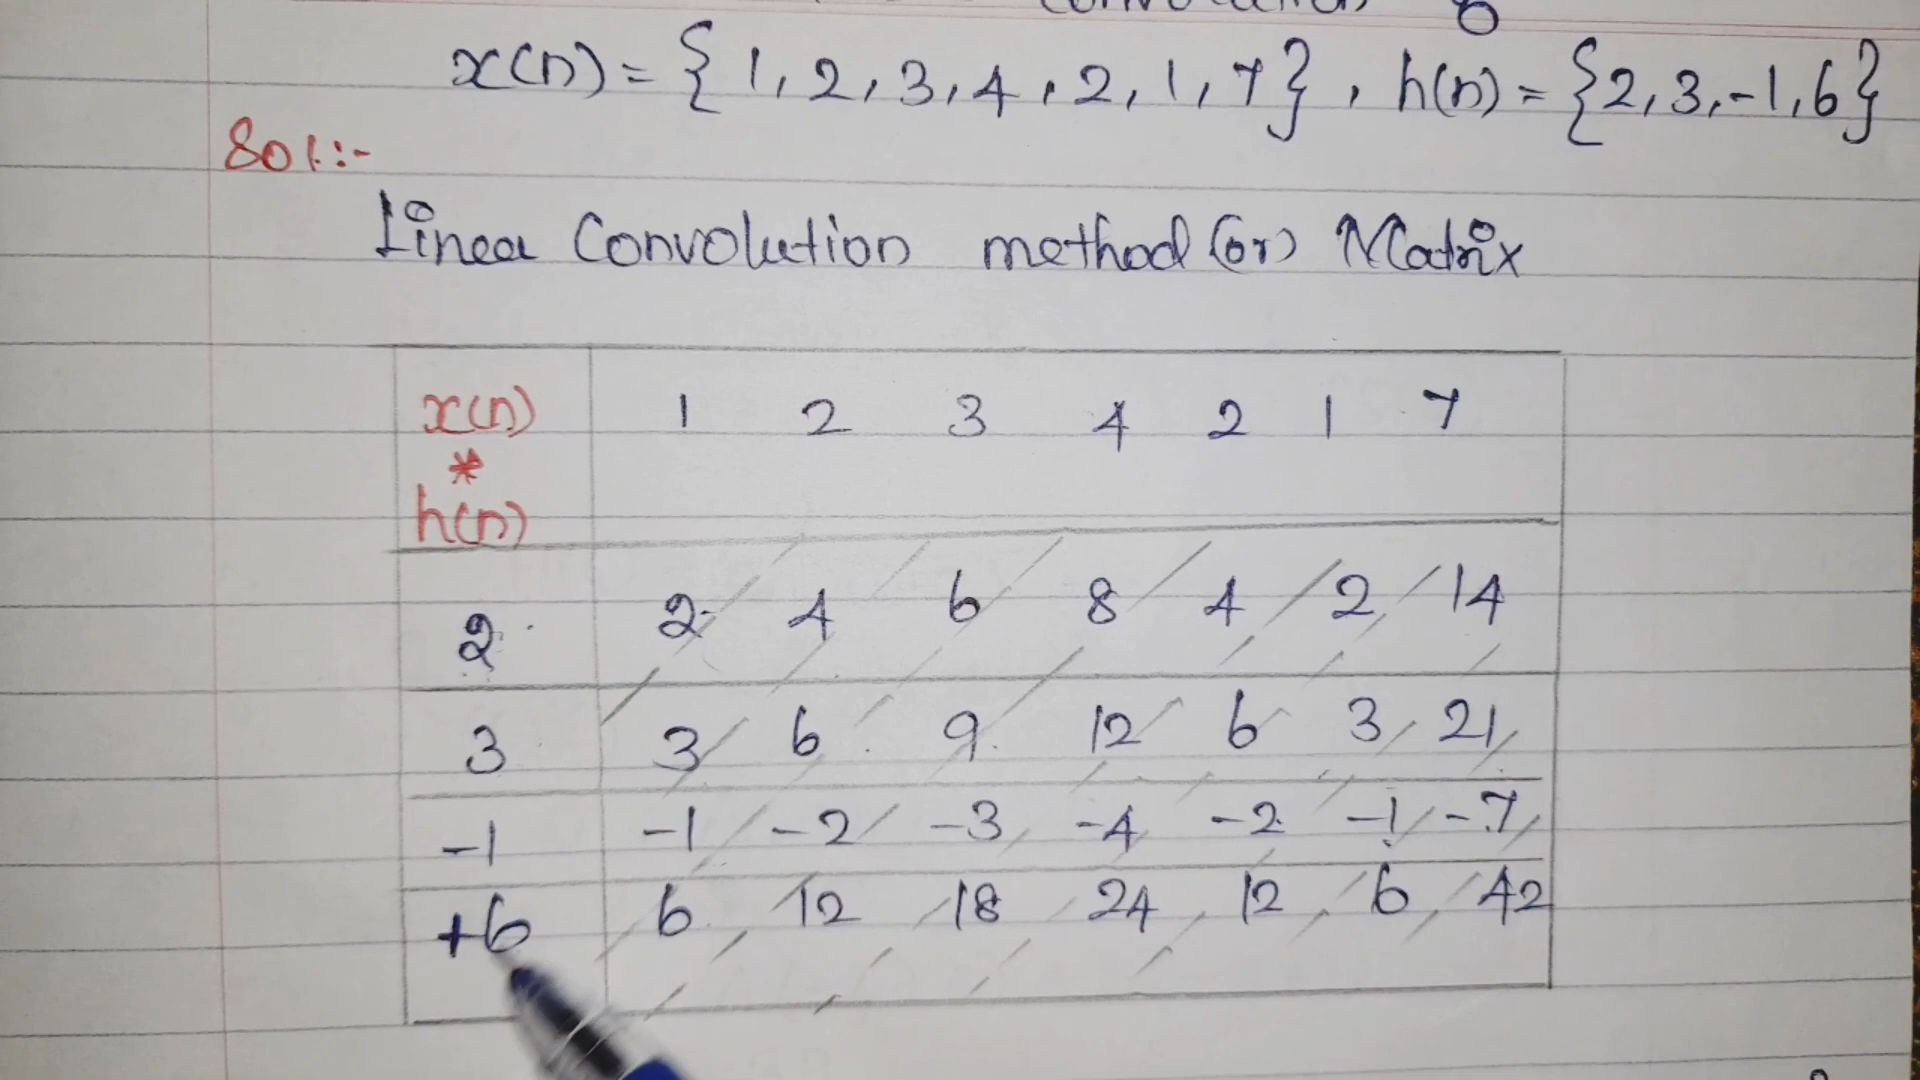 x(n) = {1, 2, 3, 4, 2, 1, 7}, h(n) = {2, 3, -1, 6}
Sol:-
Linear Convolution method (or) Matrix
x(n) * h(n) 1 2 3 4 2 1 7
2 2 4 6 8 4 2 14
3 3 6 9 12 6 3 21
-1 -1 -2 -3 -4 -2 -1 -7
+6 6 12 18 24 12 6 42